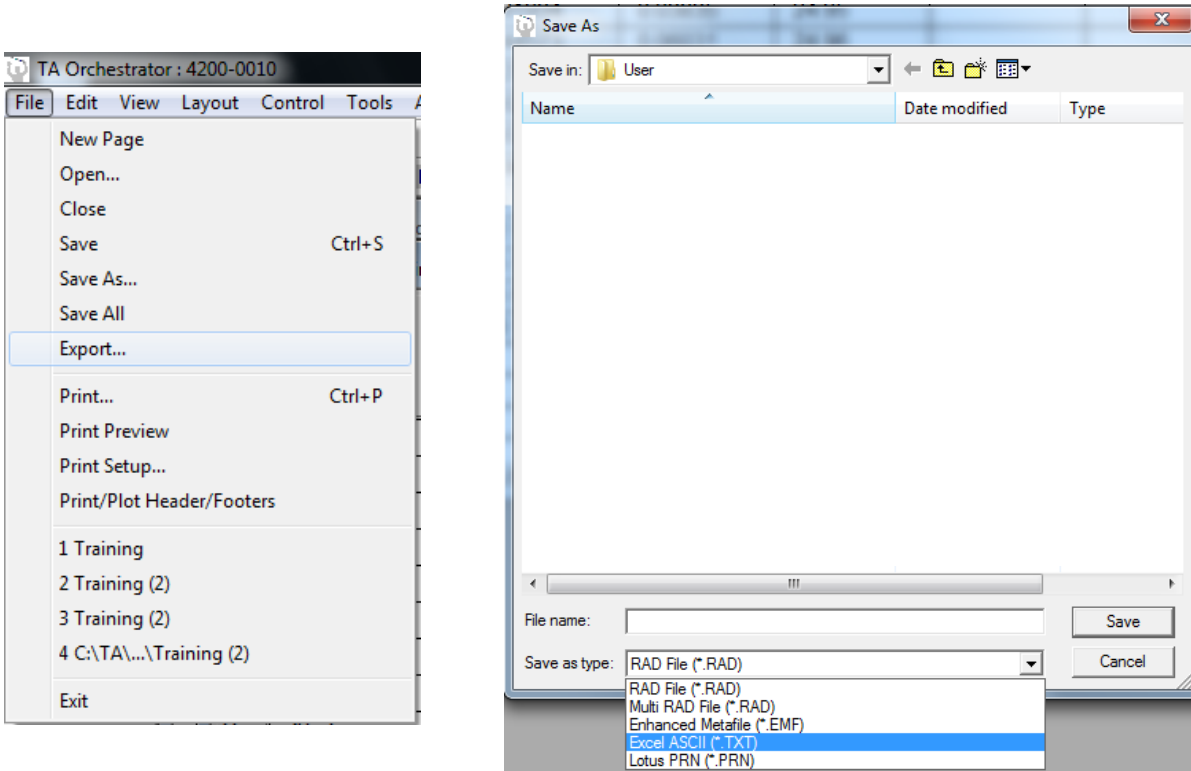 TA Orchestrator : 4200-0010
File Edit View Layout Control Tools
New Page
Open...
Close
Save Ctrl+S
Save As...
Save All
Export...
Print... Ctrl+P
Print Preview
Print Setup...
Print/Plot Header/Footers
1 Training
2 Training (2)
3 Training (2)
4 C:\TA\...\Training (2)
Exit
Save As
Save in: User
Name Date modified Type
File name: Save
Save as type: RAD File (*.RAD) Cancel
RAD File (*.RAD)
Multi RAD File (*.RAD)
Enhanced Metafile (*.EMF)
Excel ASCII (*.TXT)
Lotus PRN (*.PRN)